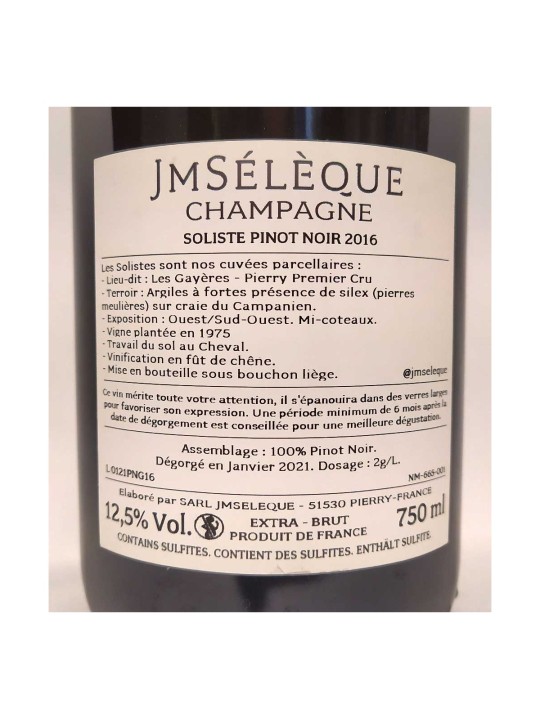 JMSÉLÈQUE
CHAMPAGNE
SOLISTE PINOT NOIR 2016
Les Solistes sont nos cuvées parcellaires :
- Lieu-dit : Les Gayères - Pierry Premier Cru
- Terroir : Argiles à fortes présence de silex (pierres
meulières) sur craie du Campanien.
- Exposition : Ouest/Sud-Ouest. Mi-coteaux.
- Vigne plantée en 1975
- Travail du sol au Cheval.
- Vinification en fût de chêne.
- Mise en bouteille sous bouchon liège.
@jmseleque
Ce vin mérite toute votre attention, il s'épanouira dans des verres larges
pour favoriser son expression. Une période minimum de 6 mois après la
date de dégorgement est conseillée pour une meilleure dégustation.
Assemblage : 100% Pinot Noir.
Dégorgé en Janvier 2021. Dosage : 2g/L.
L0121PNG16
NM-665-001
Elaboré par SARL JMSELEQUE - 51530 PIERRY-FRANCE
12,5% Vol.
EXTRA - BRUT
750 ml
PRODUIT DE FRANCE
CONTAINS SULFITES. CONTIENT DES SULFITES. ENTHÄLT SULFITE